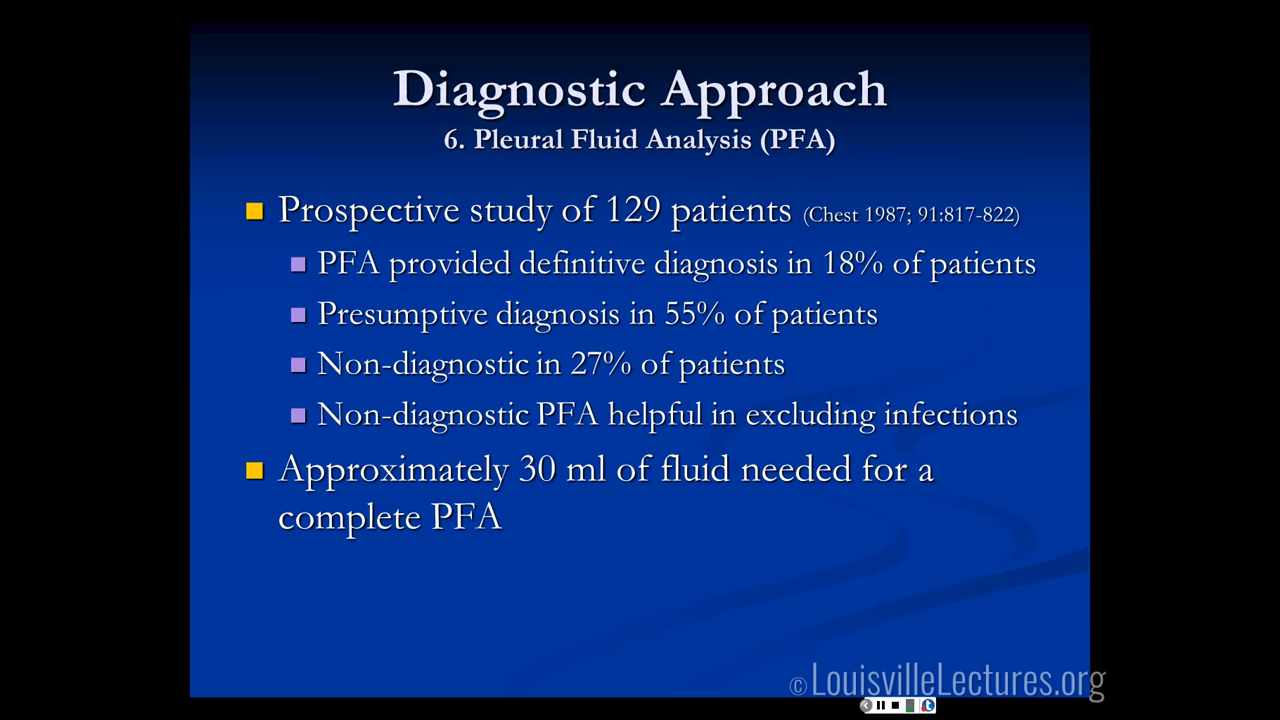 Diagnostic Approach
6. Pleural Fluid Analysis (PFA)
Prospective study of 129 patients (Chest 1987; 91:817-822)
PFA provided definitive diagnosis in 18% of patients
Presumptive diagnosis in 55% of patients
Non-diagnostic in 27% of patients
Non-diagnostic PFA helpful in excluding infections
Approximately 30 ml of fluid needed for a
complete PFA
© LouisvilleLectures.org